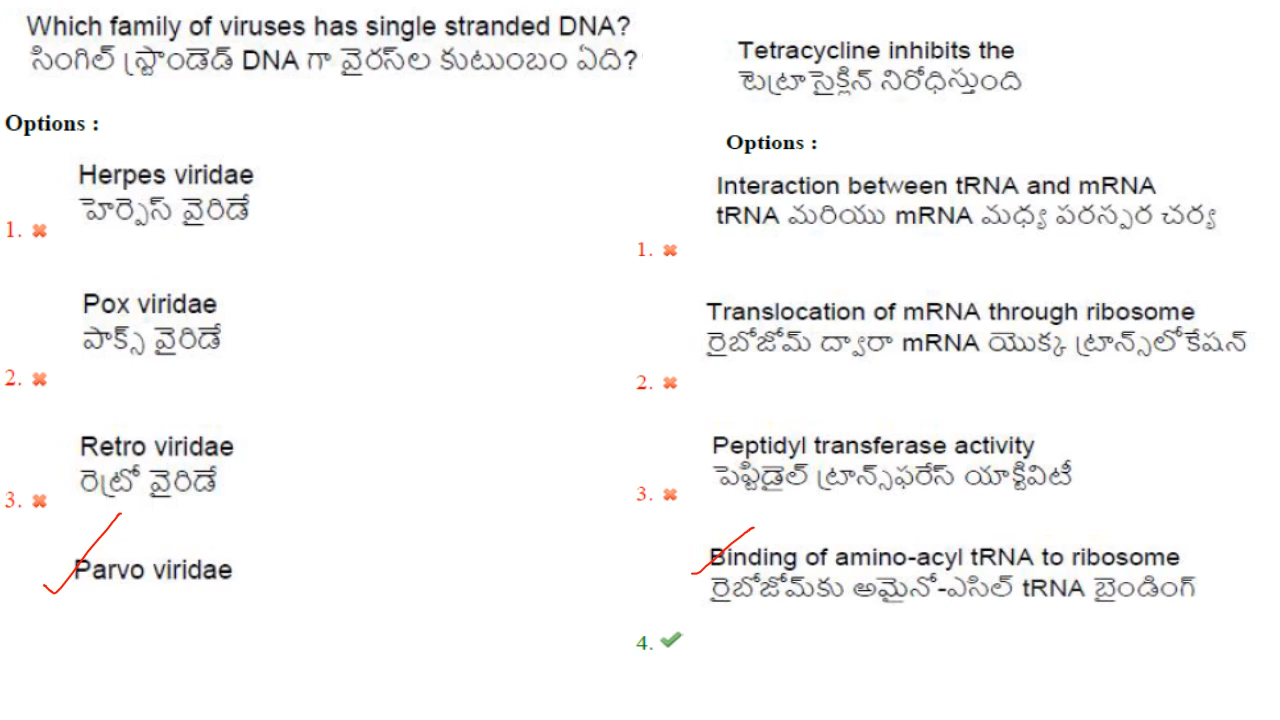 Which family of viruses has single stranded DNA?
సింగిల్ స్ట్రాండెడ్ DNA గా వైరస్‌ల కుటుంబం ఏది?
Options :
Herpes viridae
హెర్పెస్ వైరిడే
1.
Pox viridae
పాక్స్ వైరిడే
2.
Retro viridae
రెట్రో వైరిడే
3.
Parvo viridae
Tetracycline inhibits the
టెట్రాసైక్లిన్ నిరోధిస్తుంది
Options :
Interaction between tRNA and mRNA
tRNA మరియు mRNA మధ్య పరస్పర చర్య
1.
Translocation of mRNA through ribosome
రైబోజోమ్ ద్వారా mRNA యొక్క ట్రాన్స్‌లోకేషన్
2.
Peptidyl transferase activity
పెప్టిడైల్ ట్రాన్స్‌ఫరేస్ యాక్టివిటీ
3.
Binding of amino-acyl tRNA to ribosome
రైబోజోమ్‌కు అమైనో-ఎసిల్ tRNA బైండింగ్
4.